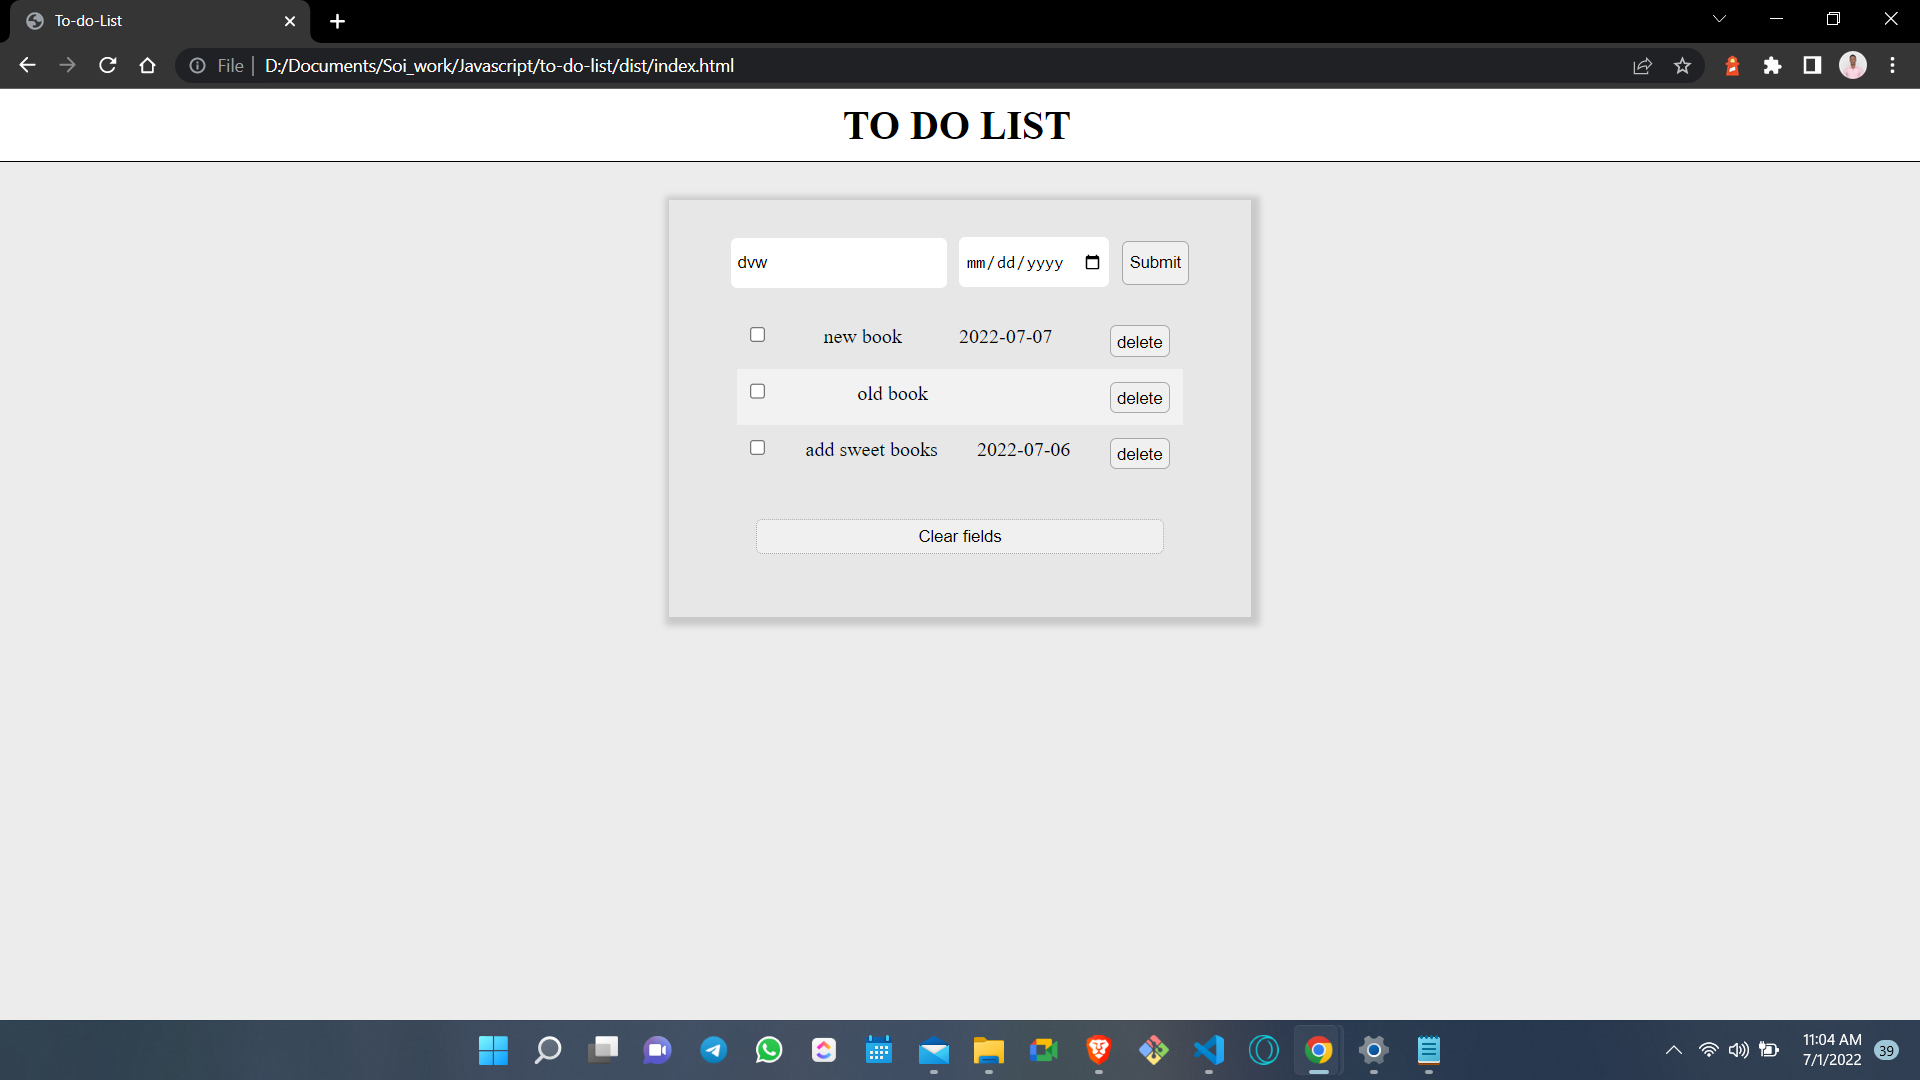 To-do-List
File
D:/Documents/Soi_work/Javascript/to-do-list/dist/index.html
TO DO LIST
dvw mm/dd/yyyy Submit
new book 2022-07-07 delete
old book delete
add sweet books 2022-07-06 delete
Clear fields
11:04 AM
7/1/2022
39